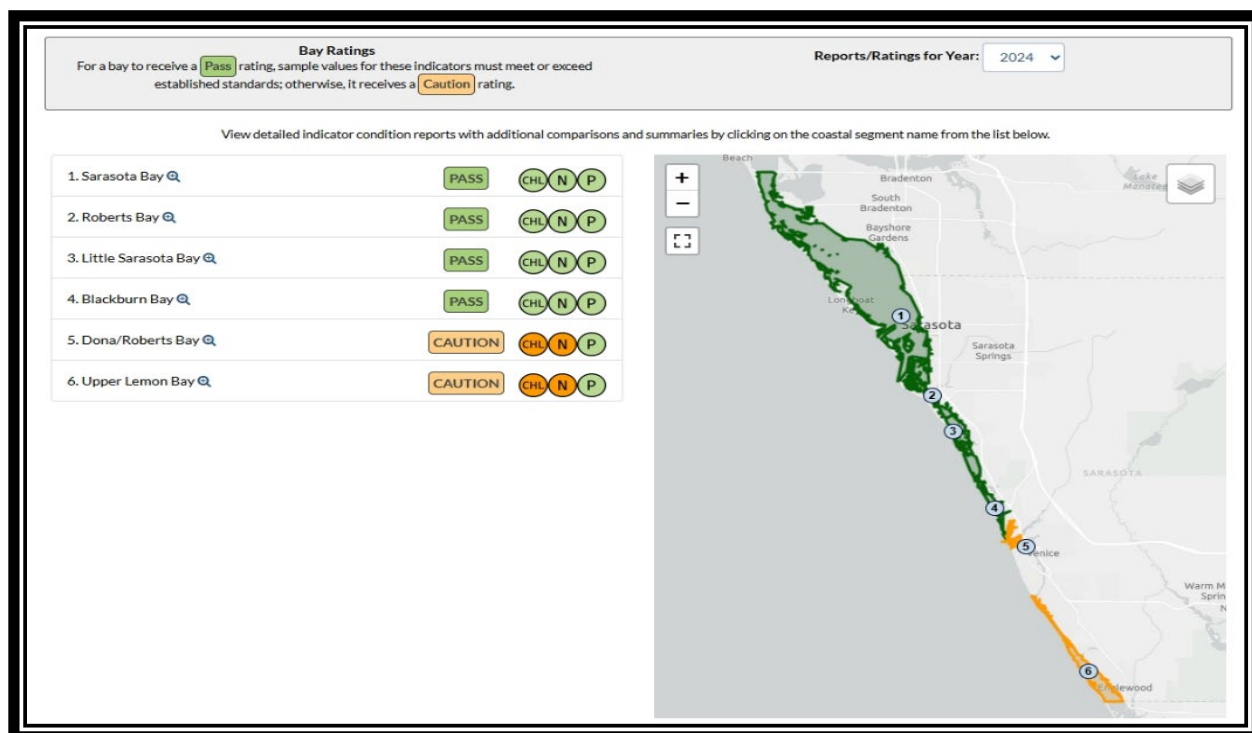 Bay Ratings
For a bay to receive a Pass rating, sample values for these indicators must meet or exceed
established standards; otherwise, it receives a Caution rating.
Reports/Ratings for Year: 2024
View detailed indicator condition reports with additional comparisons and summaries by clicking on the coastal segment name from the list below.
1. Sarasota Bay PASS CHL N P
2. Roberts Bay PASS CHL N P
3. Little Sarasota Bay PASS CHL N P
4. Blackburn Bay PASS CHL N P
5. Dona/Roberts Bay CAUTION CHL N P
6. Upper Lemon Bay CAUTION CHL N P
+
−
Beach
Bradenton
Lake
South
Bradenton
Bayshore
Gardens
1
Sarasota
Sarasota
Springs
2
3
SARASOTA
4
5
Venice
Warm M
Sprin
N
6
Englewood